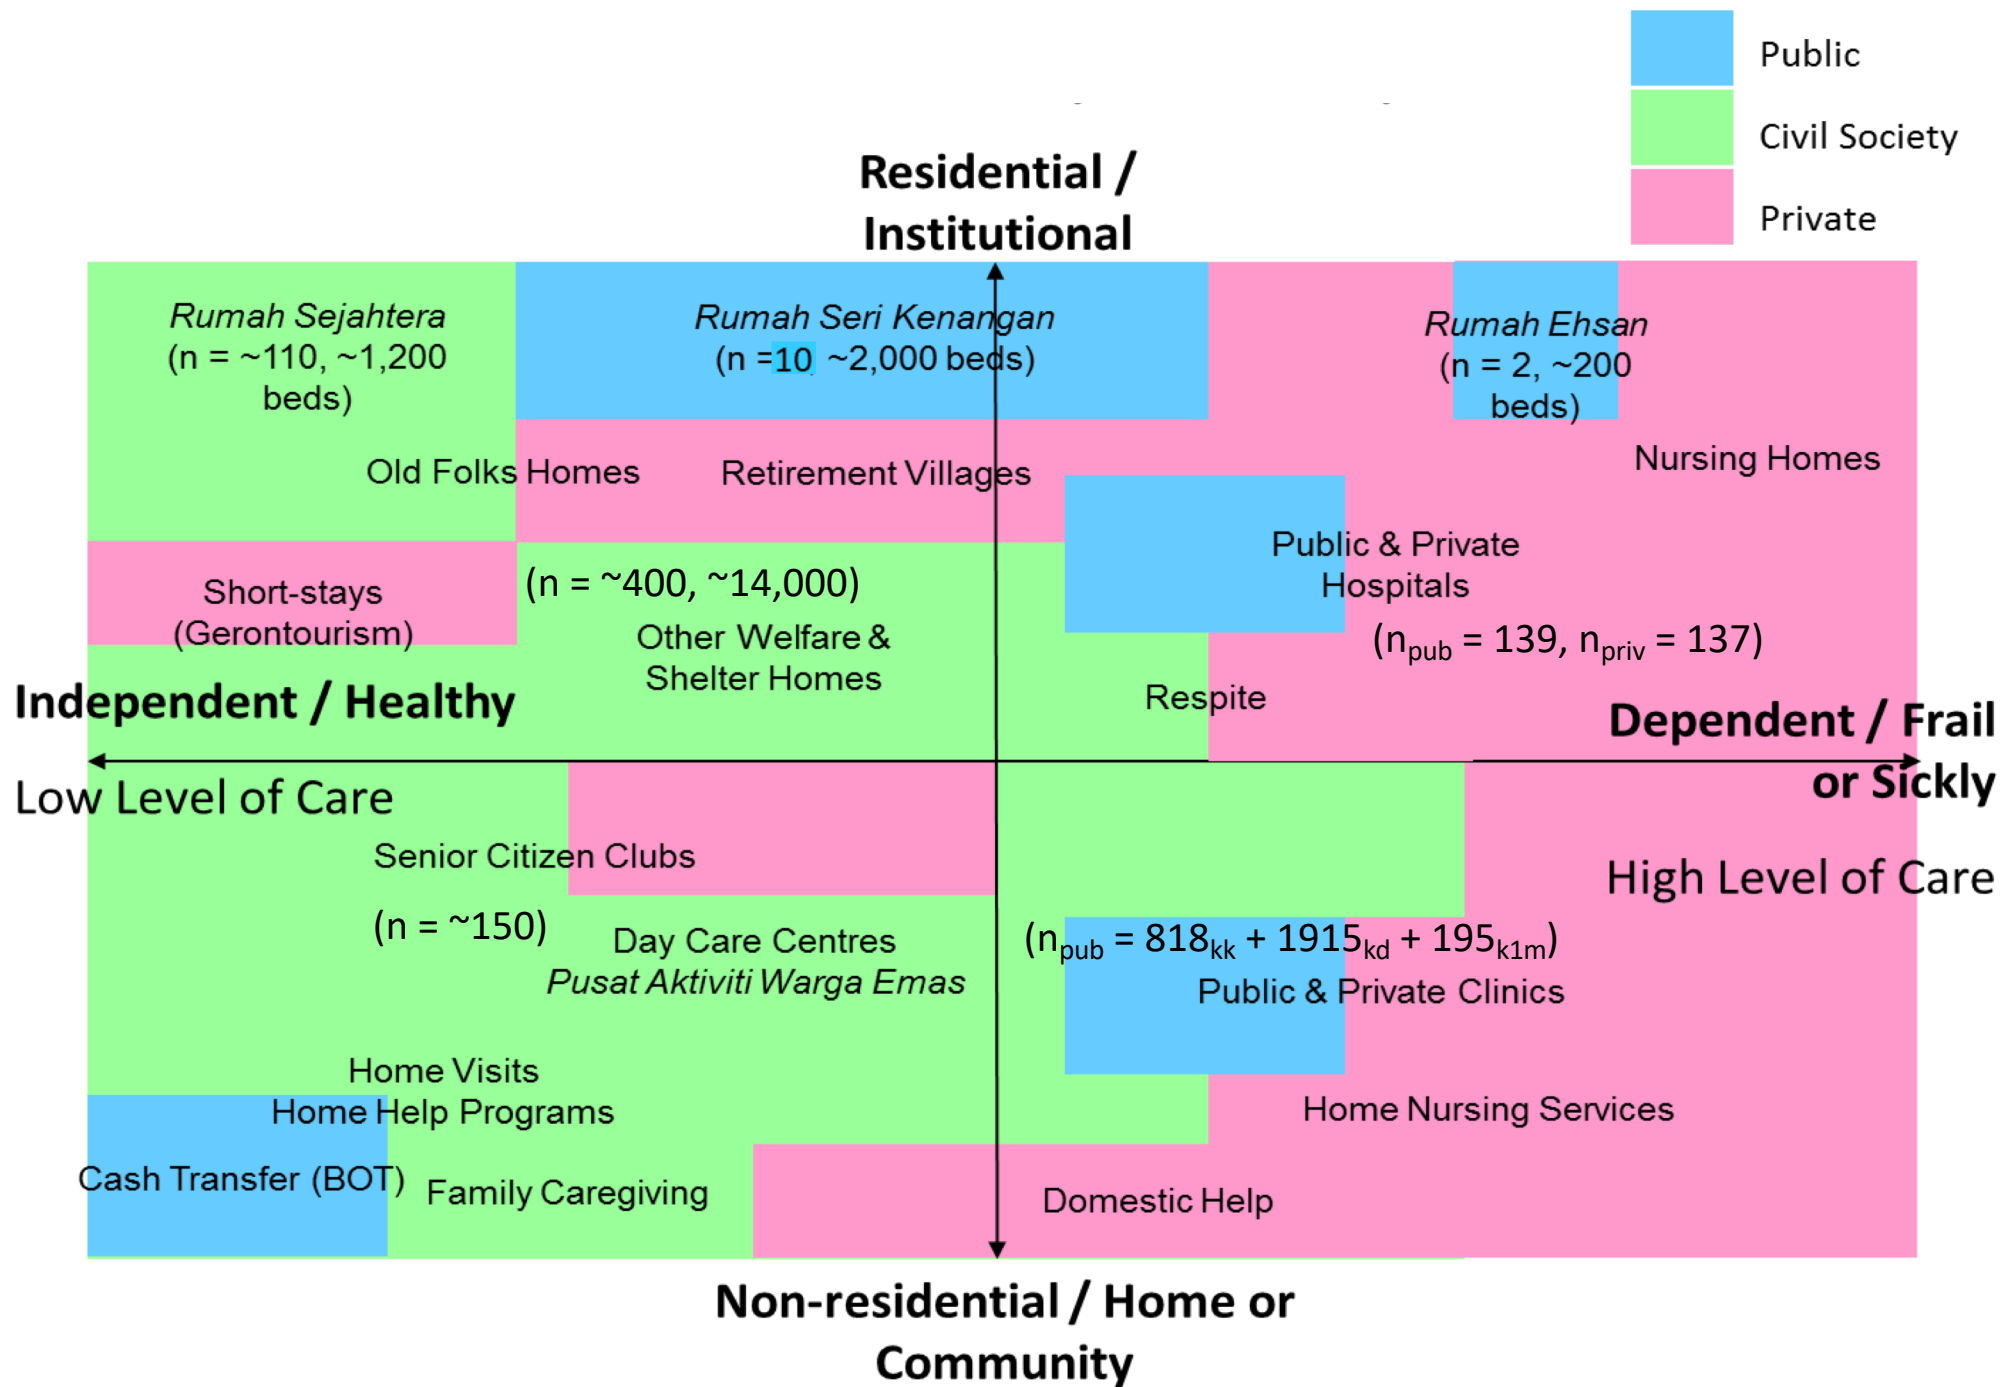 Public
Civil Society
Private
Residential /
Institutional
Rumah Sejahtera
(n = ~110, ~1,200
beds)
Rumah Seri Kenangan
(n =10 ~2,000 beds)
Rumah Ehsan
(n = 2, ~200
beds)
Old Folks Homes
Retirement Villages
Nursing Homes
Public & Private
Hospitals
(npub = 139, npriv = 137)
Short-stays
(Gerontourism)
(n = ~400, ~14,000)
Other Welfare &
Shelter Homes
Respite
Independent / Healthy
Dependent / Frail
or Sickly
Low Level of Care
High Level of Care
Senior Citizen Clubs
(n = ~150)
Day Care Centres
Pusat Aktiviti Warga Emas
(npub = 818kk + 1915kd + 195k1m)
Public & Private Clinics
Home Visits
Home Help Programs
Home Nursing Services
Cash Transfer (BOT)
Family Caregiving
Domestic Help
Non-residential / Home or
Community